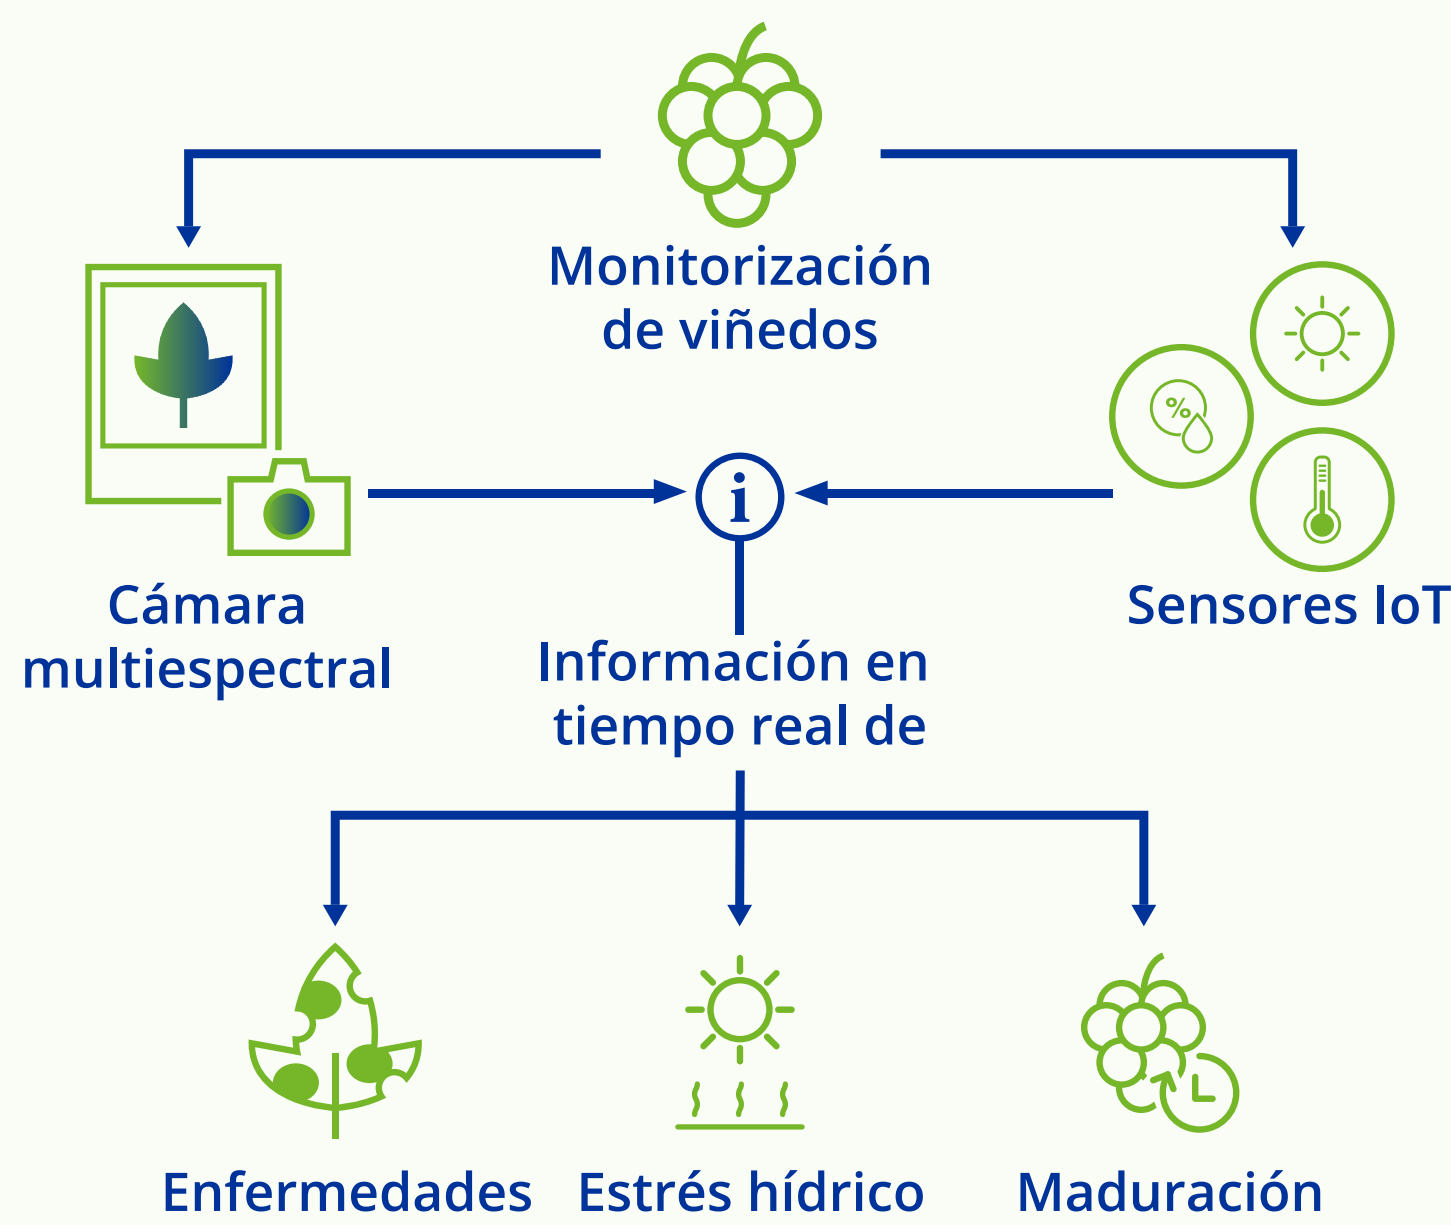 Monitorización
de viñedos
%
i
Cámara
multiespectral
Sensores IoT
Información en
tiempo real de
Enfermedades
Estrés hídrico
Maduración